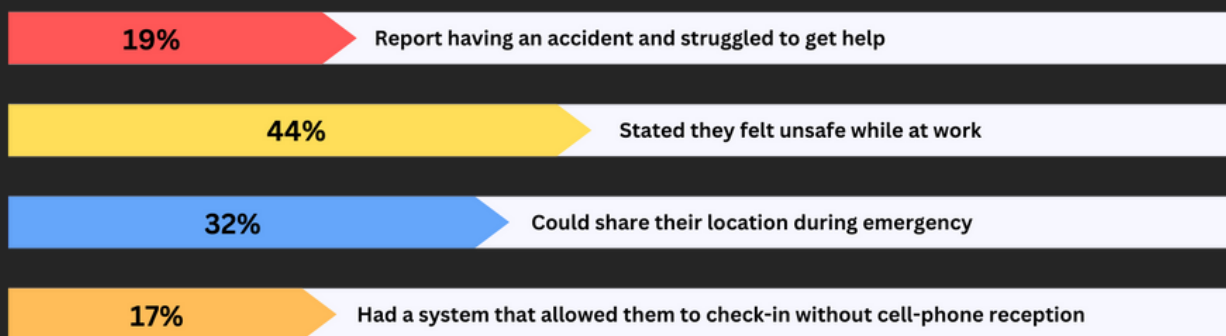 19% Report having an accident and struggled to get help
44% Stated they felt unsafe while at work
32% Could share their location during emergency
17% Had a system that allowed them to check-in without cell-phone reception